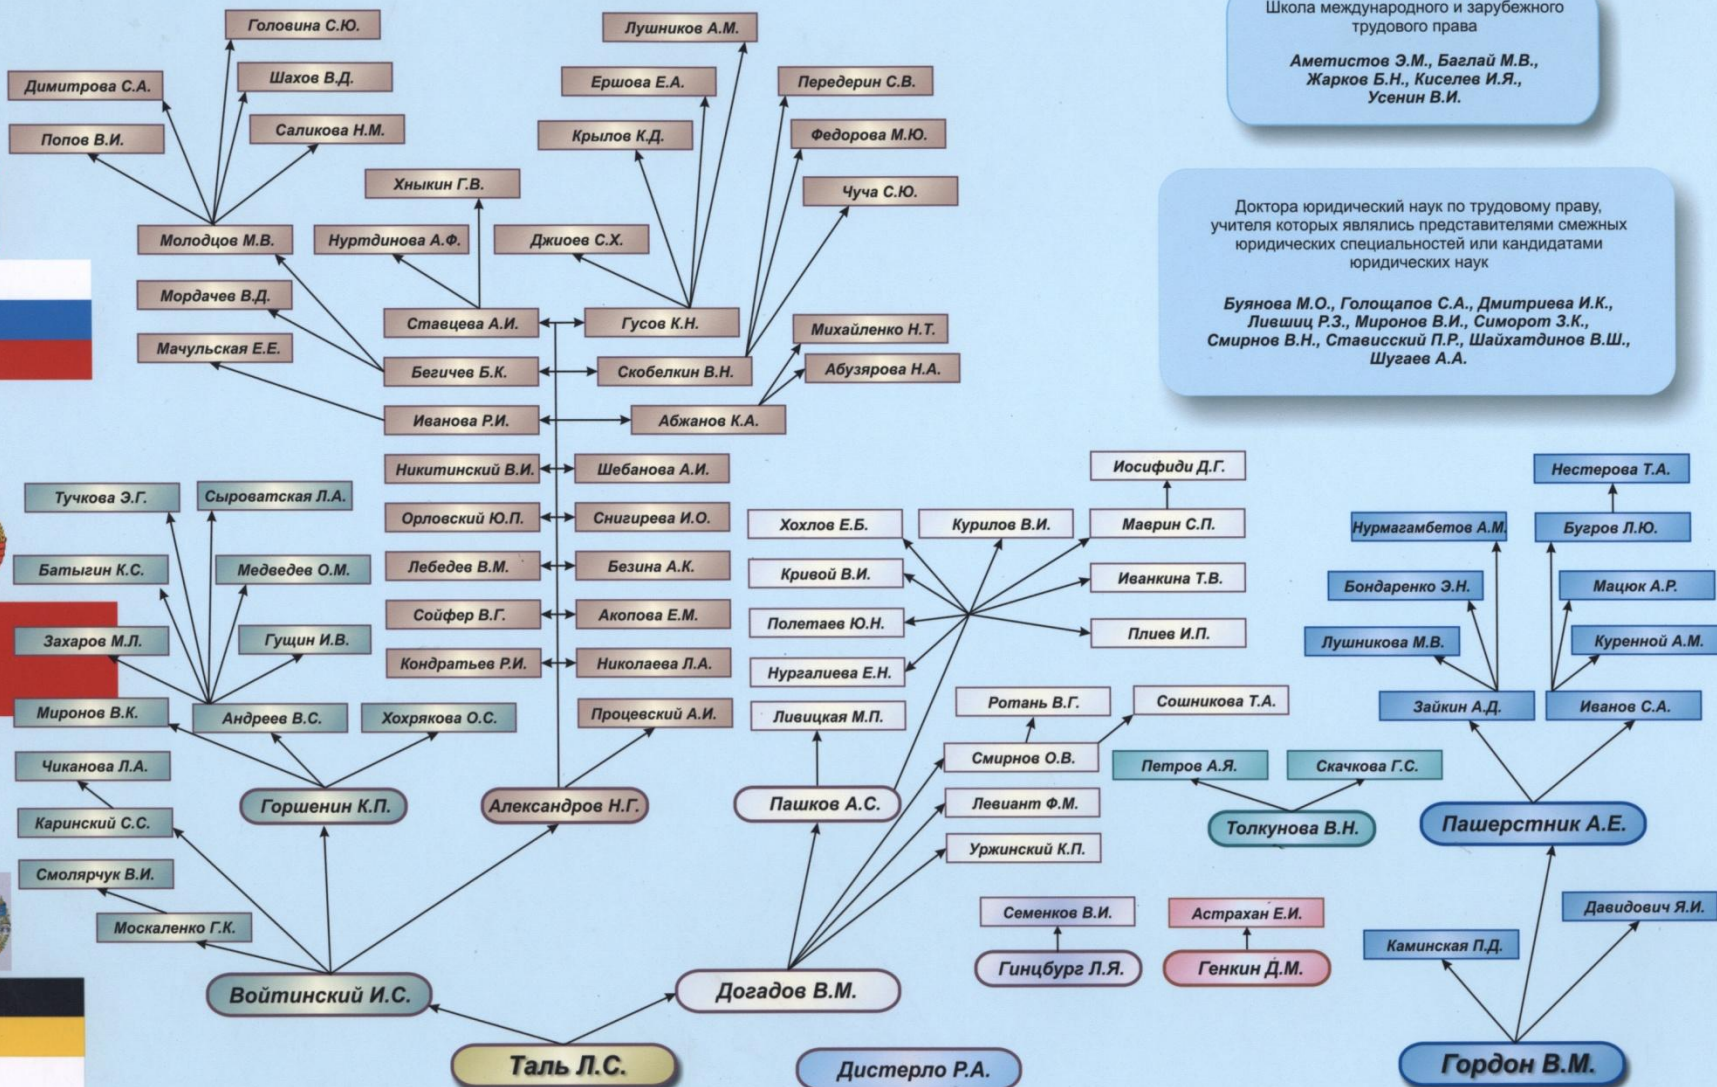 Школа международного и зарубежного
трудового права
Аметистов Э.М., Баглай М.В.,
Жарков Б.Н., Киселев И.Я.,
Усенин В.И.
Доктора юридический наук по трудовому праву,
учителя которых являлись представителями смежных
юридических специальностей или кандидатами
юридических наук
Буянова М.О., Голощапов С.А., Дмитриева И.К.,
Лившиц Р.З., Миронов В.И., Симорот З.К.,
Смирнов В.Н., Стависский П.Р., Шайхатдинов В.Ш.,
Шугаев А.А.
Головина С.Ю.
Лушников А.М.
Димитрова С.А.
Шахов В.Д.
Ершова Е.А.
Передерин С.В.
Попов В.И.
Саликова Н.М.
Крылов К.Д.
Федорова М.Ю.
Хныкин Г.В.
Чуча С.Ю.
Молодцов М.В.
Нуртдинова А.Ф.
Джиоев С.Х.
Мордачев В.Д.
Ставцева А.И.
Гусов К.Н.
Михайленко Н.Т.
Мачульская Е.Е.
Бегичев Б.К.
Скобелкин В.Н.
Абузярова Н.А.
Иванова Р.И.
Абжанов К.А.
Никитинский В.И.
Шебанова А.И.
Иосифиди Д.Г.
Нестерова Т.А.
Тучкова Э.Г.
Сыроватская Л.А.
Орловский Ю.П.
Снигирева И.О.
Хохлов Е.Б.
Курилов В.И.
Маврин С.П.
Нурмагамбетов А.М.
Бугров Л.Ю.
Батыгин К.С.
Медведев О.М.
Лебедев В.М.
Безина А.К.
Кривой В.И.
Иванкина Т.В.
Бондаренко Э.Н.
Мацюк А.Р.
Захаров М.Л.
Гущин И.В.
Сойфер В.Г.
Акопова Е.М.
Полетаев Ю.Н.
Плиев И.П.
Лушникова М.В.
Куренной А.М.
Кондратьев Р.И.
Николаева Л.А.
Нургалиева Е.Н.
Миронов В.К.
Андреев В.С.
Хохрякова О.С.
Процевский А.И.
Ливицкая М.П.
Ротань В.Г.
Сошникова Т.А.
Зайкин А.Д.
Иванов С.А.
Чиканова Л.А.
Смирнов О.В.
Петров А.Я.
Скачкова Г.С.
Горшенин К.П.
Александров Н.Г.
Пашков А.С.
Левиант Ф.М.
Каринский С.С.
Толкунова В.Н.
Пашерстник А.Е.
Уржинский К.П.
Смолярчук В.И.
Москаленко Г.К.
Семенков В.И.
Астрахан Е.И.
Давидович Я.И.
Каминская П.Д.
Войтинский И.С.
Догадов В.М.
Гинцбург Л.Я.
Генкин Д.М.
Таль Л.С.
Дистерло Р.А.
Гордон В.М.